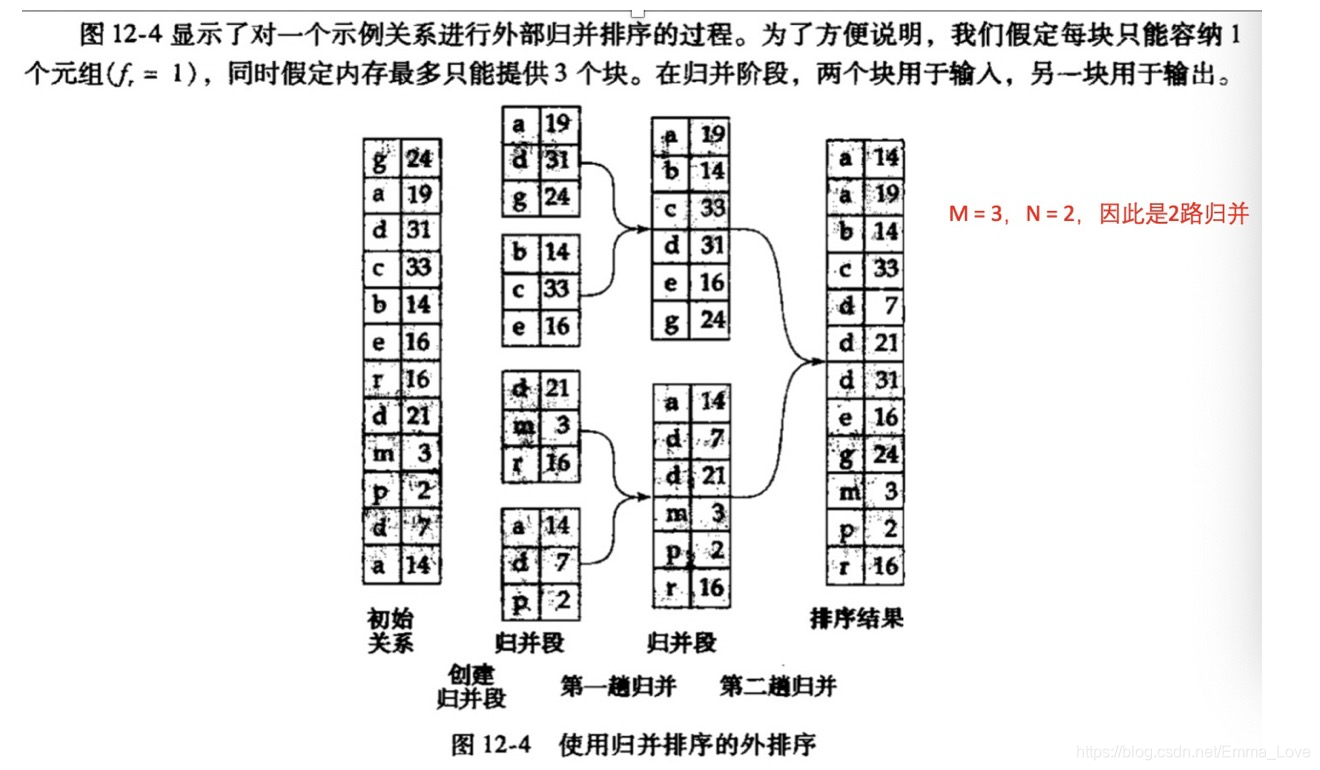 图 12-4 显示了对一个示例关系进行外部归并排序的过程。为了方便说明，我们假定每块只能容纳 1
个元组(fr = 1)，同时假定内存最多只能提供 3 个块。在归并阶段，两个块用于输入，另一块用于输出。
g 24
a 19
d 31
c 33
b 14
e 16
r 16
d 21
m 3
p 2
d 7
a 14
初始
关系
a 19
d 31
g 24
b 14
c 33
e 16
d 21
m 3
r 16
a 14
d 7
p 2
归并段
a 19
b 14
c 33
d 31
e 16
g 24
a 14
d 7
d 21
m 3
p 2
r 16
归并段
a 14
a 19
b 14
c 33
d 7
d 21
d 31
e 16
g 24
m 3
p 2
r 16
排序结果
M = 3，N = 2，因此是2路归并
创建
归并段
第一趟归并
第二趟归并
图 12-4 使用归并排序的外排序
https://blog.csdn.net/Emma_Love